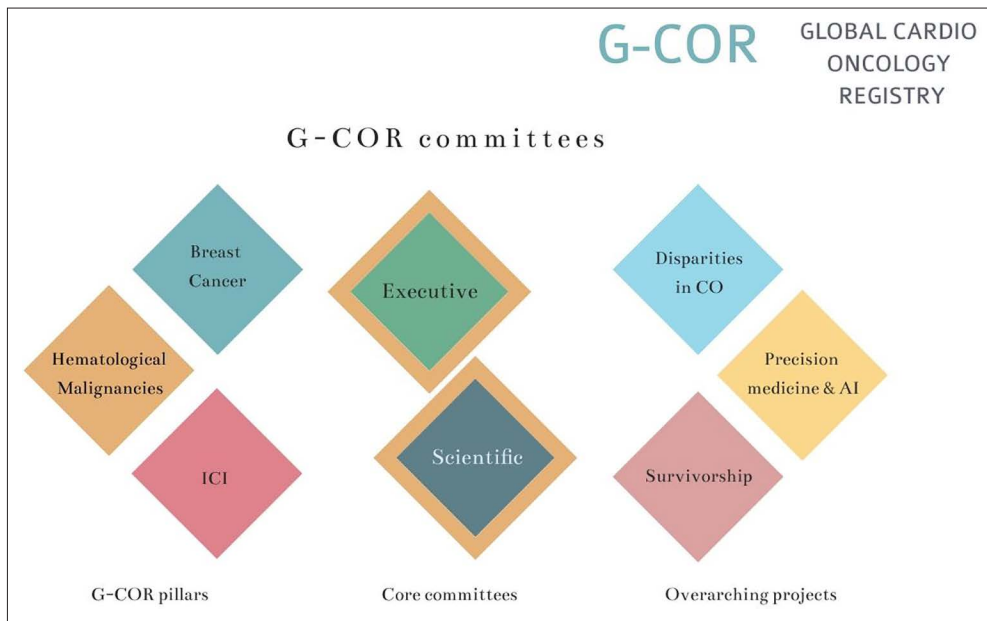 G-COR
GLOBAL CARDIO
ONCOLOGY
REGISTRY
G-COR committees
Breast
Cancer
Hematological
Malignancies
ICI
Executive
Scientific
Disparities
in CO
Precision
medicine & AI
Survivorship
G-COR pillars
Core committees
Overarching projects